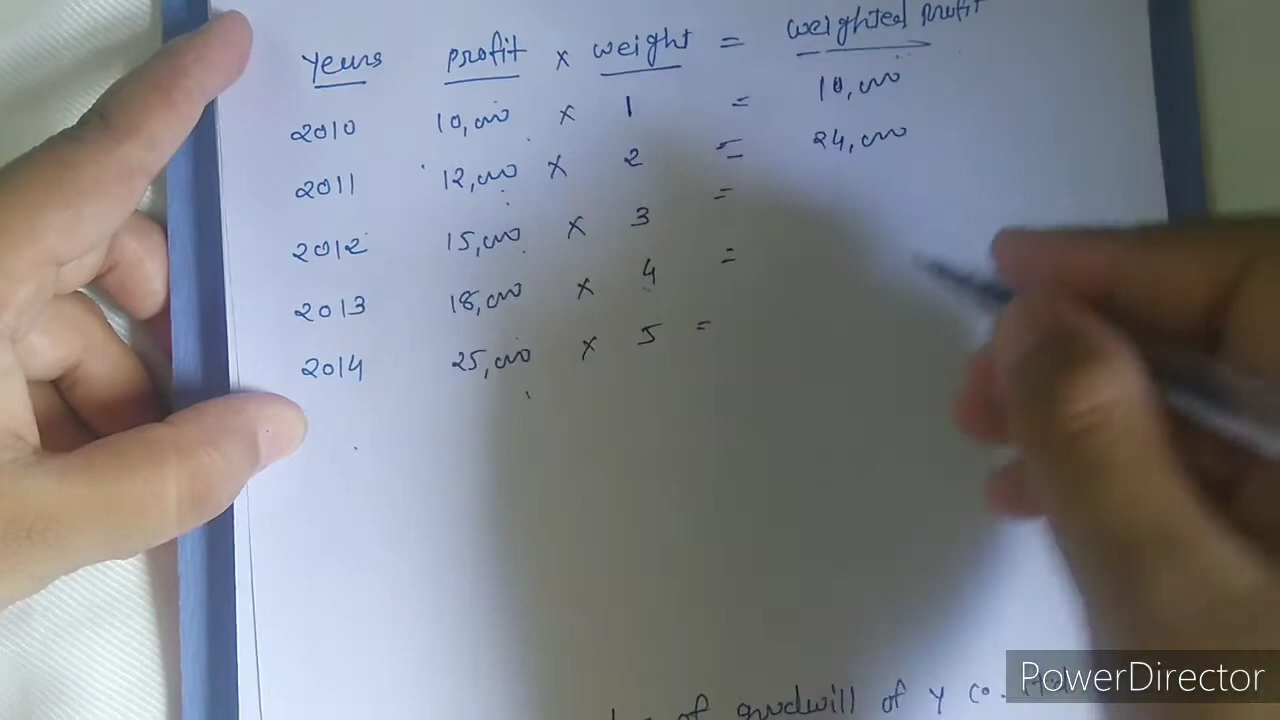 Years profit x weight = weighted profit
2010 10,000 x 1 = 10,000
2011 12,000 x 2 = 24,000
2012 15,000 x 3 =
2013 18,000 x 4 =
2014 25,000 x 5 =
of goodwill of y co.
PowerDirector